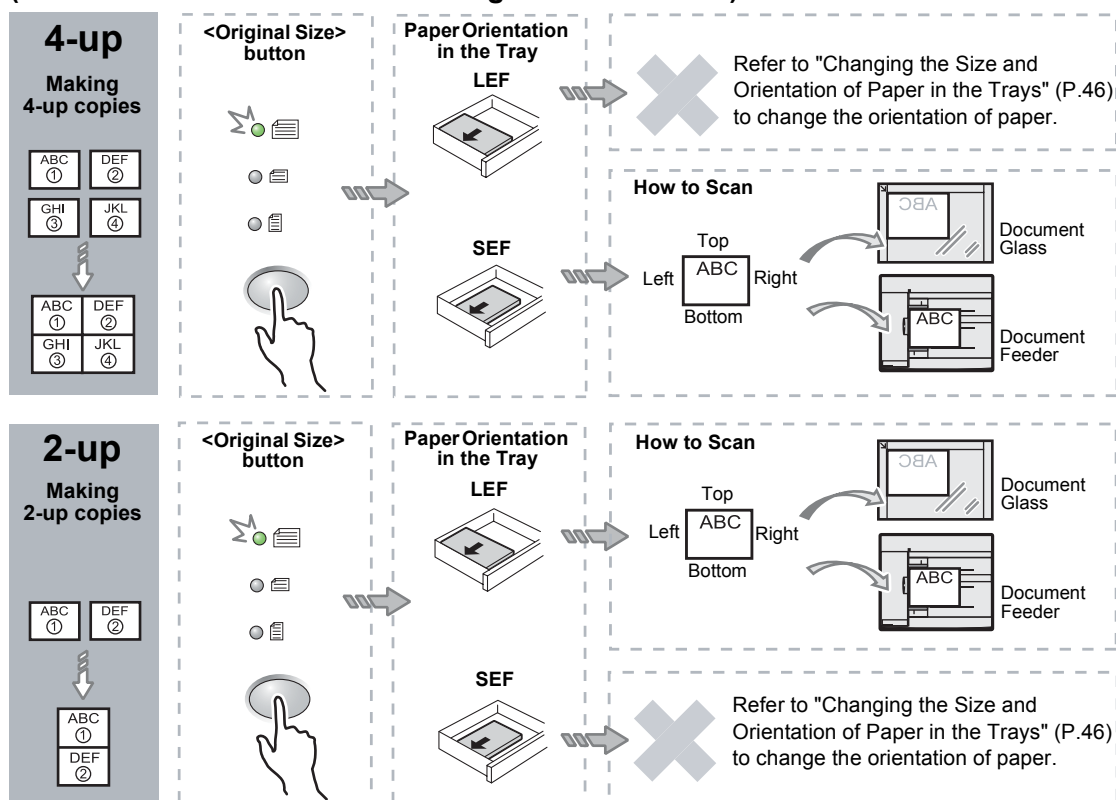 4-up
Making
4-up copies
ABC
①
DEF
②
GHI
③
JKL
④
ABC
①
DEF
②
GHI
③
JKL
④
<Original Size>
button
Paper Orientation
in the Tray
LEF
SEF
Refer to "Changing the Size and
Orientation of Paper in the Trays" (P.46)
to change the orientation of paper.
How to Scan
Top
Left
ABC
Right
Bottom
ABC
Document
Glass
ABC
Document
Feeder
2-up
Making
2-up copies
ABC
①
DEF
②
ABC
①
DEF
②
<Original Size>
button
Paper Orientation
in the Tray
LEF
SEF
How to Scan
Top
Left
ABC
Right
Bottom
ABC
Document
Glass
ABC
Document
Feeder
Refer to "Changing the Size and
Orientation of Paper in the Trays" (P.46)
to change the orientation of paper.